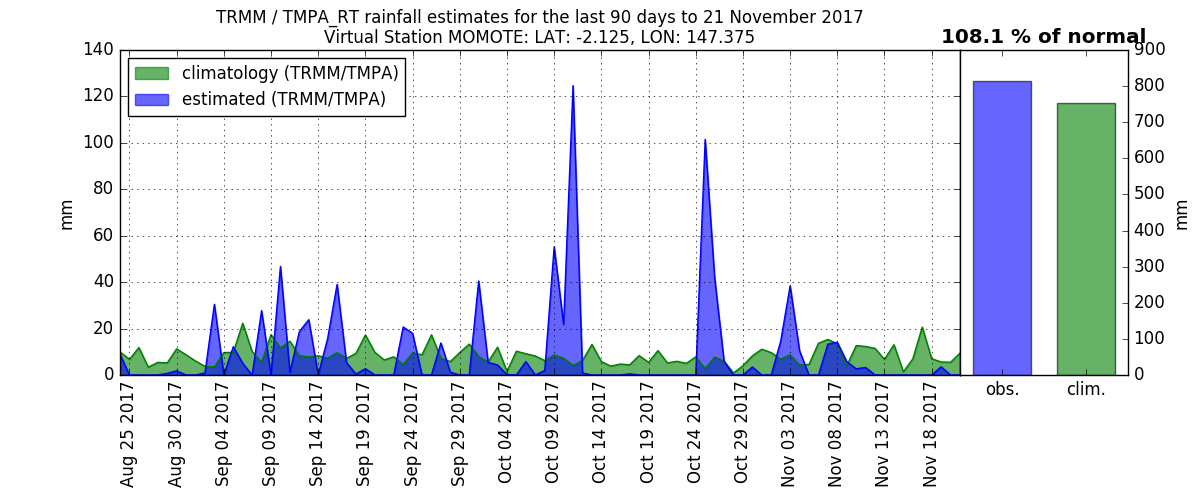 TRMM / TMPA_RT rainfall estimates for the last 90 days to 21 November 2017
Virtual Station MOMOTE: LAT: -2.125, LON: 147.375
108.1 % of normal
climatology (TRMM/TMPA)
estimated (TRMM/TMPA)
140
120
100
80
60
40
20
0
mm
Aug 25 2017
Aug 30 2017
Sep 04 2017
Sep 09 2017
Sep 14 2017
Sep 19 2017
Sep 24 2017
Sep 29 2017
Oct 04 2017
Oct 09 2017
Oct 14 2017
Oct 19 2017
Oct 24 2017
Oct 29 2017
Nov 03 2017
Nov 08 2017
Nov 13 2017
Nov 18 2017
900
800
700
600
500
400
300
200
100
0
mm
obs.
clim.